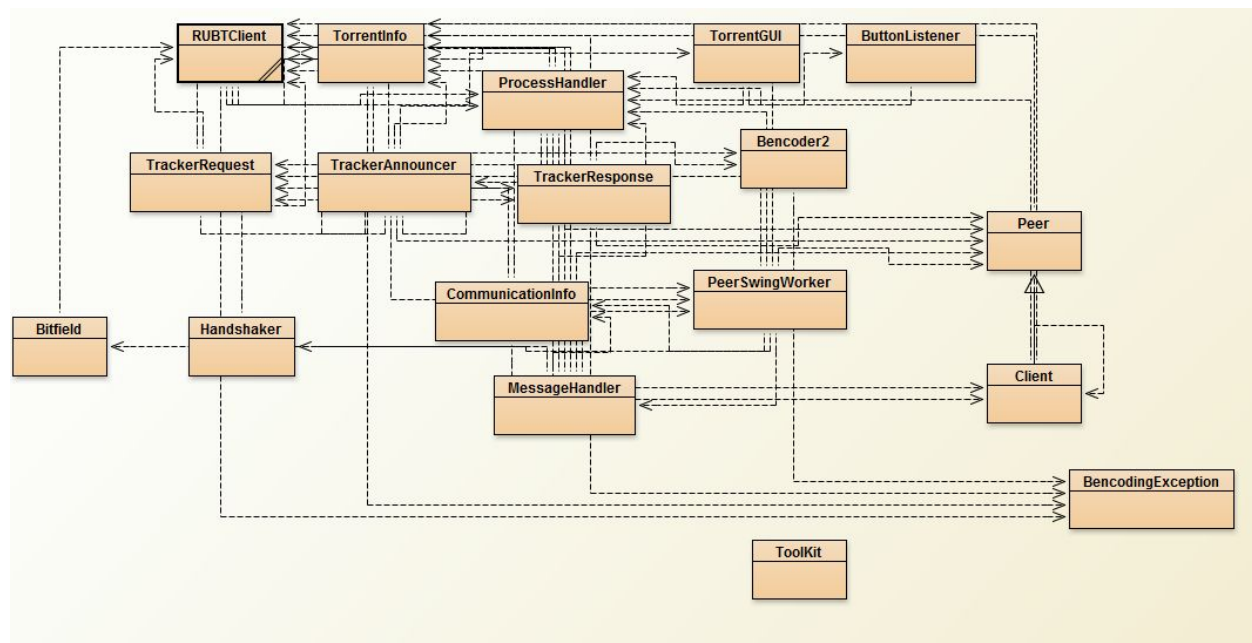 RUBTClient
TorrentInfo
TorrentGUI
ButtonListener
ProcessHandler
Bencoder2
TrackerRequest
TrackerAnnouncer
TrackerResponse
Peer
PeerSwingWorker
CommunicationInfo
Bitfield
Handshaker
Client
MessageHandler
BencodingException
ToolKit